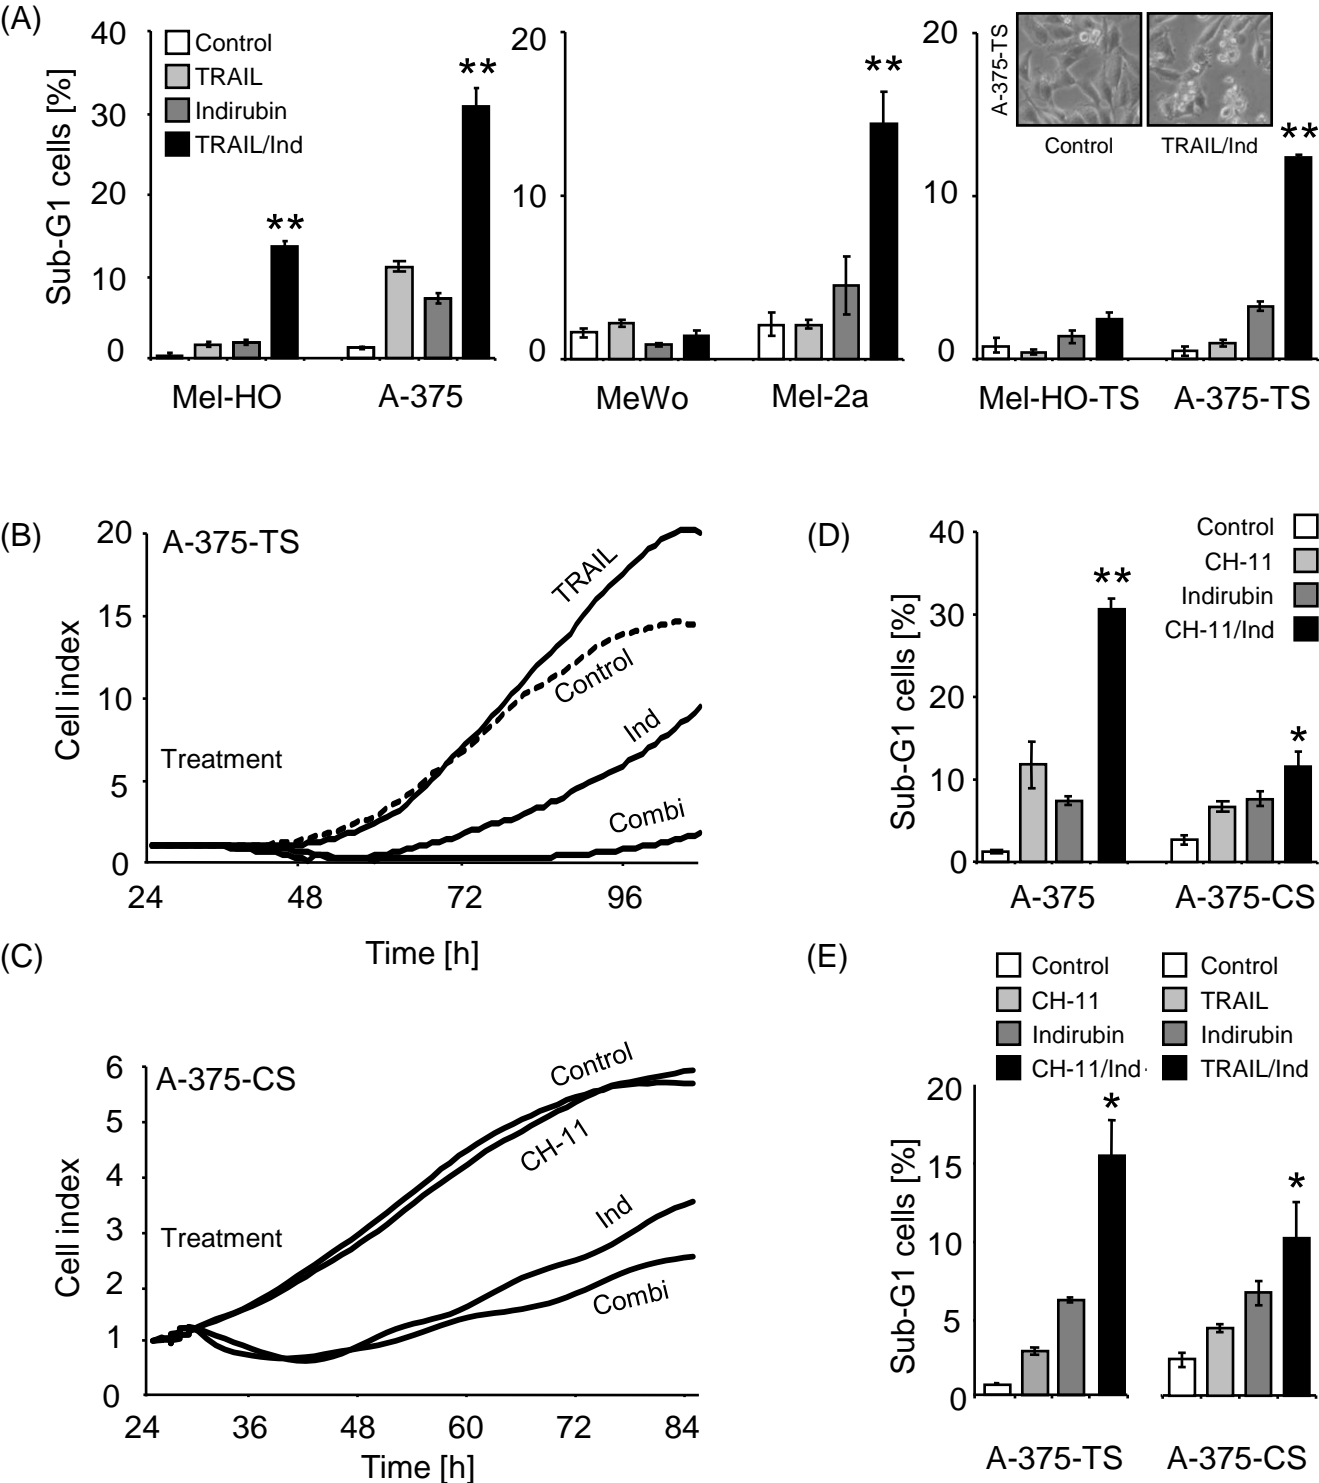 (A)
40
30
20
10
0
Sub-G1 cells [%]
Control
TRAIL
Indirubin
TRAIL/Ind
**
**
Mel-HO
A-375
20
10
0
**
MeWo
Mel-2a
20
10
0
A-375-TS
Control
TRAIL/Ind
**
Mel-HO-TS
A-375-TS
(B)
A-375-TS
20
15
10
5
0
Cell index
Treatment
TRAIL
Control
Ind
Combi
24
48
72
96
Time [h]
(D)
Control
CH-11
Indirubin
CH-11/Ind
40
30
20
10
0
Sub-G1 cells [%]
**
*
A-375
A-375-CS
(C)
A-375-CS
6
5
4
3
2
1
0
Cell index
Treatment
Control
CH-11
Ind
Combi
24
36
48
60
72
84
Time [h]
(E)
Control
CH-11
Indirubin
CH-11/Ind
Control
TRAIL
Indirubin
TRAIL/Ind
20
15
10
5
0
Sub-G1 cells [%]
*
*
A-375-TS
A-375-CS